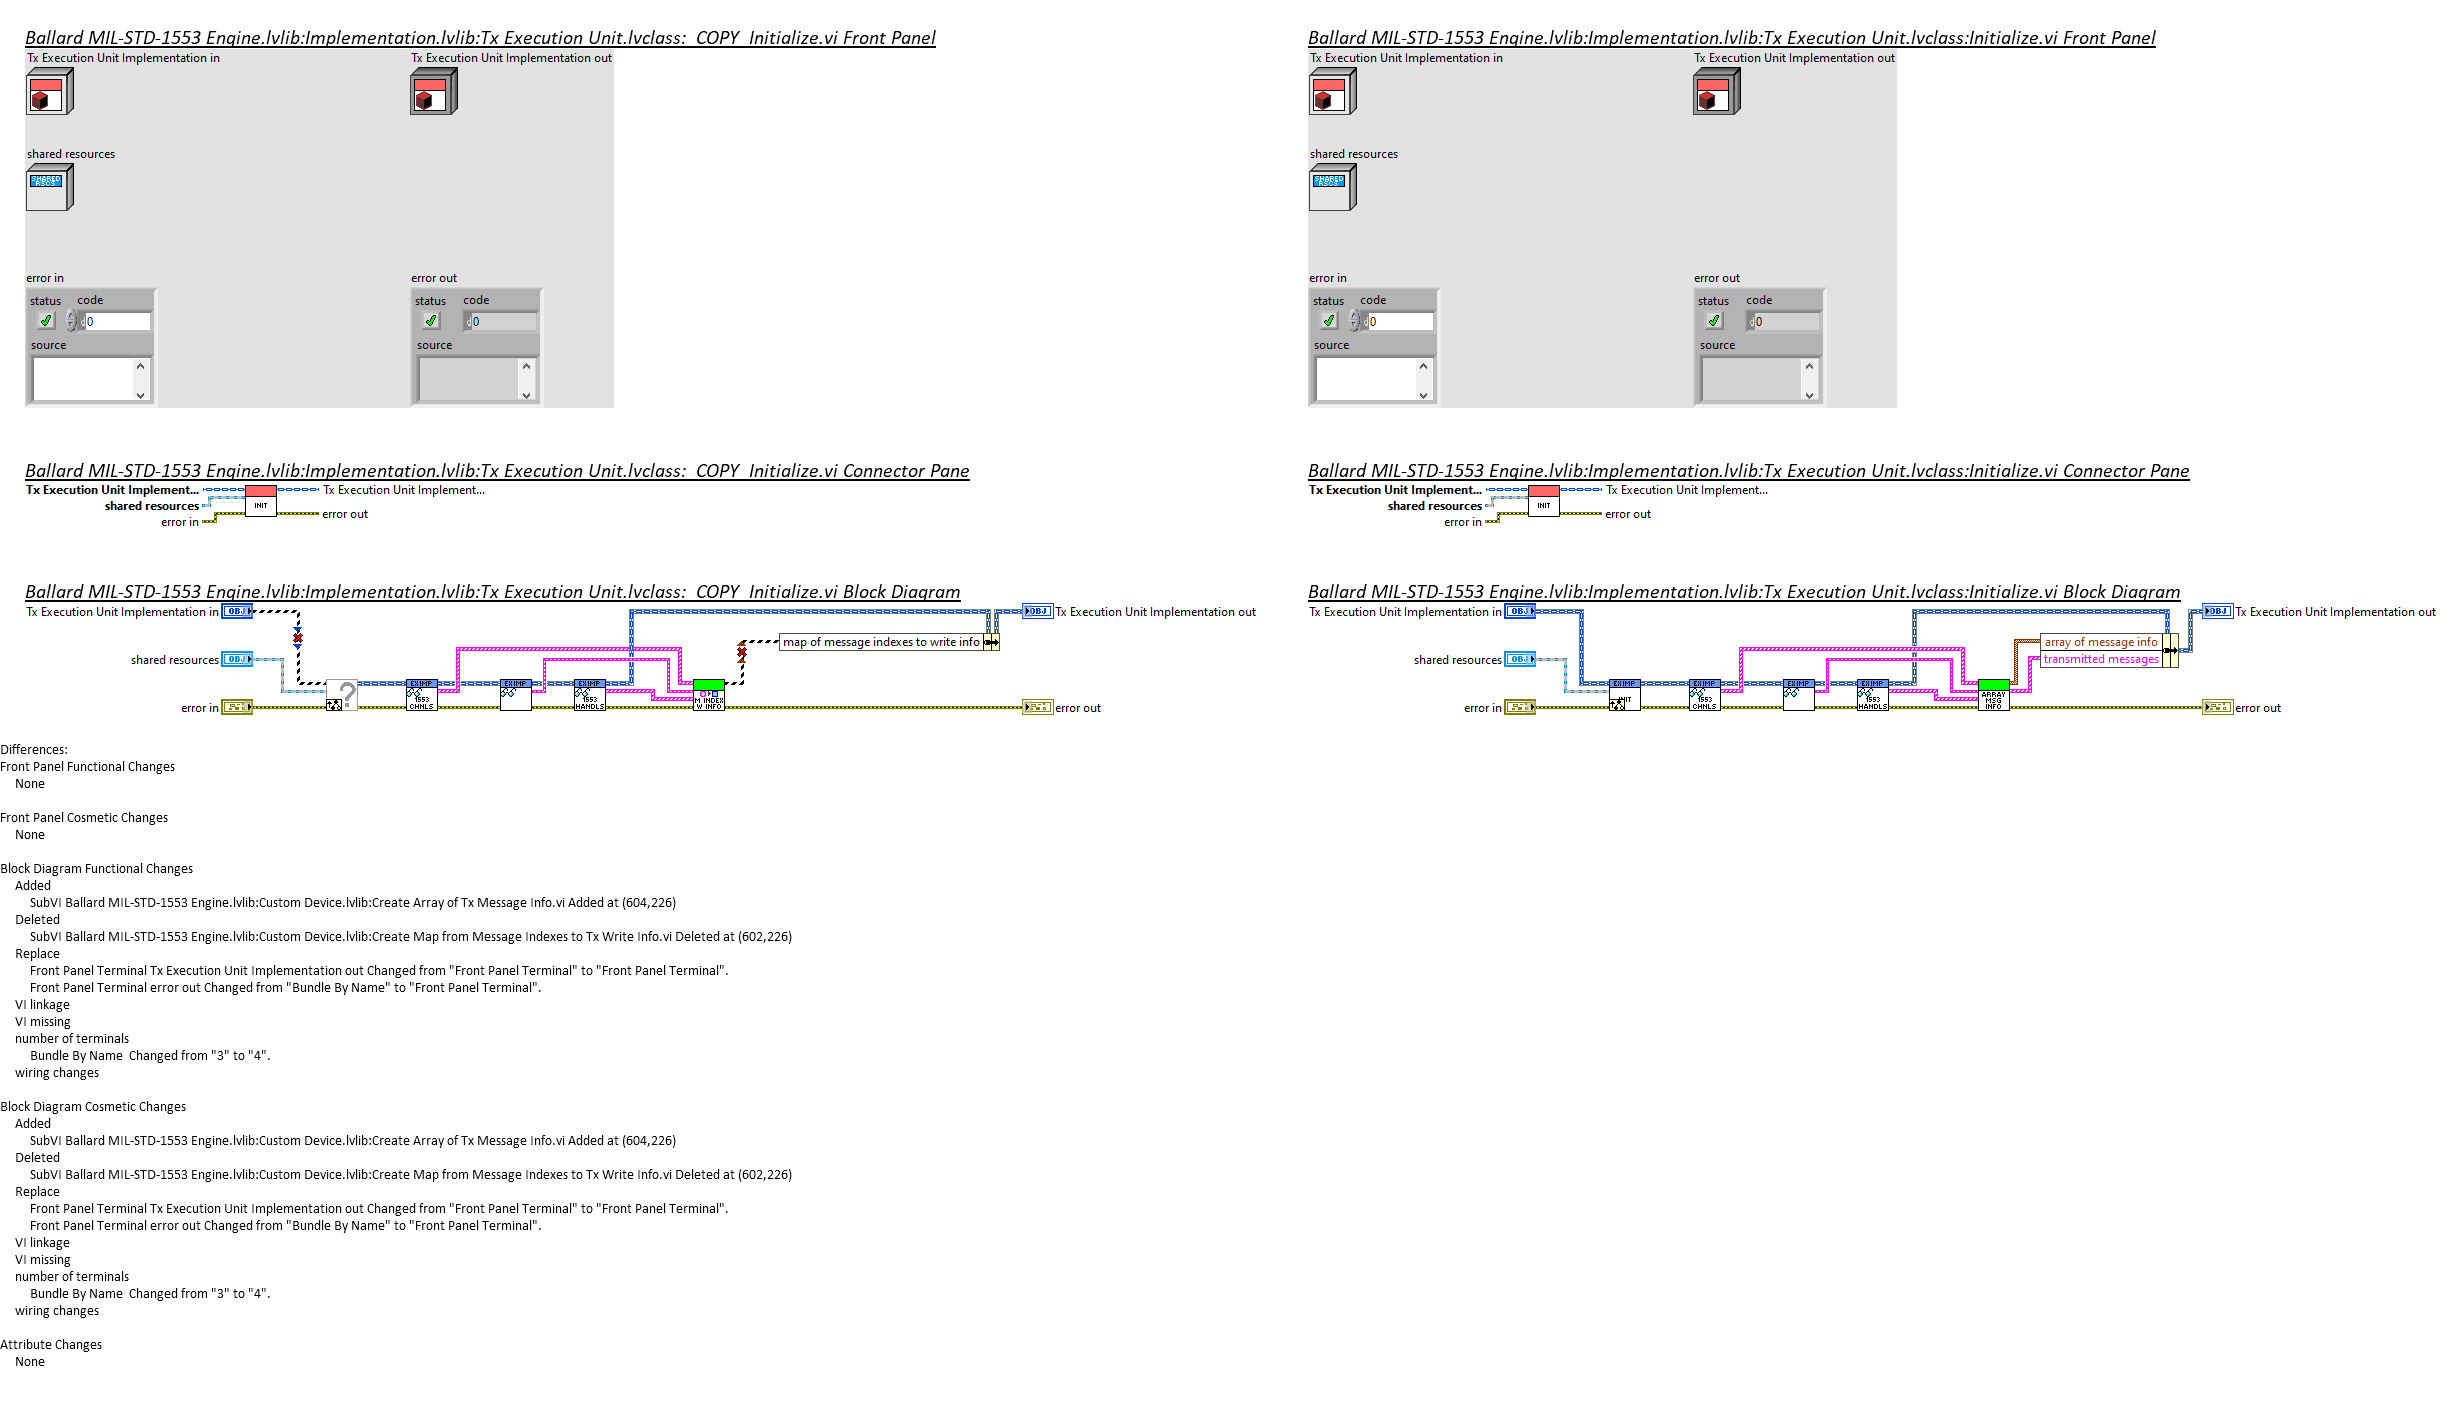 Ballard MIL-STD-1553 Engine.lvlib:Implementation.lvlib:Tx Execution Unit.lvclass:_COPY_Initialize.vi Front Panel
Tx Execution Unit Implementation in
Tx Execution Unit Implementation out
shared resources
SHARED
RSCS
error in
error out
status code
0
source
status code
0
source
Ballard MIL-STD-1553 Engine.lvlib:Implementation.lvlib:Tx Execution Unit.lvclass:_COPY_Initialize.vi Connector Pane
Tx Execution Unit Implement...
Tx Execution Unit Implement...
shared resources
INIT
error out
error in
Ballard MIL-STD-1553 Engine.lvlib:Implementation.lvlib:Tx Execution Unit.lvclass:_COPY_Initialize.vi Block Diagram
Tx Execution Unit Implementation in
OBJ
OBJ
Tx Execution Unit Implementation out
map of message indexes to write info
shared resources
OBJ
?
EXIMP
1553
CHNLS
EXIMP
EXIMP
1553
HANDLS
M INDEX
W INFO
error in
error out
Ballard MIL-STD-1553 Engine.lvlib:Implementation.lvlib:Tx Execution Unit.lvclass:Initialize.vi Front Panel
Tx Execution Unit Implementation in
Tx Execution Unit Implementation out
shared resources
SHARED
RSCS
error in
error out
status code
0
source
status code
0
source
Ballard MIL-STD-1553 Engine.lvlib:Implementation.lvlib:Tx Execution Unit.lvclass:Initialize.vi Connector Pane
Tx Execution Unit Implement...
Tx Execution Unit Implement...
shared resources
INIT
error out
error in
Ballard MIL-STD-1553 Engine.lvlib:Implementation.lvlib:Tx Execution Unit.lvclass:Initialize.vi Block Diagram
Tx Execution Unit Implementation in
OBJ
OBJ
Tx Execution Unit Implementation out
array of message info
transmitted messages
shared resources
OBJ
EXIMP
EXIMP
1553
CHNLS
EXIMP
EXIMP
1553
HANDLS
ARRAY
MSG
INFO
error in
error out
Differences:
Front Panel Functional Changes
None
Front Panel Cosmetic Changes
None
Block Diagram Functional Changes
Added
SubVI Ballard MIL-STD-1553 Engine.lvlib:Custom Device.lvlib:Create Array of Tx Message Info.vi Added at (604,226)
Deleted
SubVI Ballard MIL-STD-1553 Engine.lvlib:Custom Device.lvlib:Create Map from Message Indexes to Tx Write Info.vi Deleted at (602,226)
Replace
Front Panel Terminal Tx Execution Unit Implementation out Changed from "Front Panel Terminal" to "Front Panel Terminal".
Front Panel Terminal error out Changed from "Bundle By Name" to "Front Panel Terminal".
VI linkage
VI missing
number of terminals
Bundle By Name  Changed from "3" to "4".
wiring changes
Block Diagram Cosmetic Changes
Added
SubVI Ballard MIL-STD-1553 Engine.lvlib:Custom Device.lvlib:Create Array of Tx Message Info.vi Added at (604,226)
Deleted
SubVI Ballard MIL-STD-1553 Engine.lvlib:Custom Device.lvlib:Create Map from Message Indexes to Tx Write Info.vi Deleted at (602,226)
Replace
Front Panel Terminal Tx Execution Unit Implementation out Changed from "Front Panel Terminal" to "Front Panel Terminal".
Front Panel Terminal error out Changed from "Bundle By Name" to "Front Panel Terminal".
VI linkage
VI missing
number of terminals
Bundle By Name  Changed from "3" to "4".
wiring changes
Attribute Changes
None